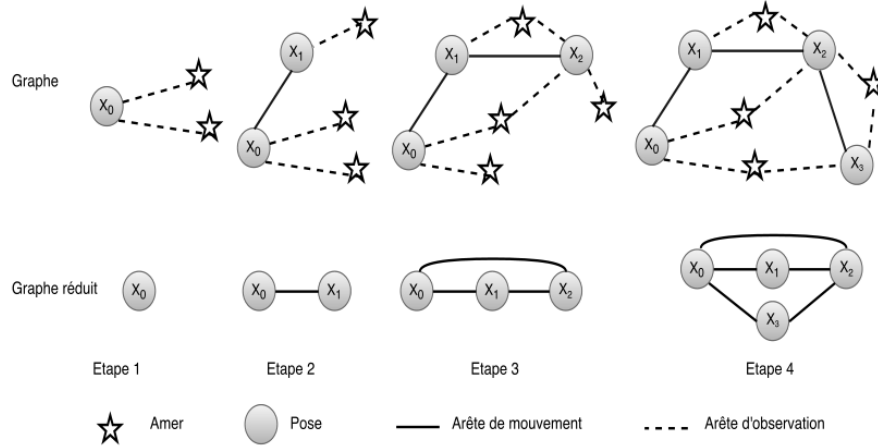 Graphe
X0
X1
X0
X1
X2
X0
X1
X2
X0
X3
Graphe réduit
X0
X0 X1
X0 X1 X2
X0 X1 X2
X3
Etape 1 Etape 2 Etape 3 Etape 4
Amer Pose Arête de mouvement Arête d'observation